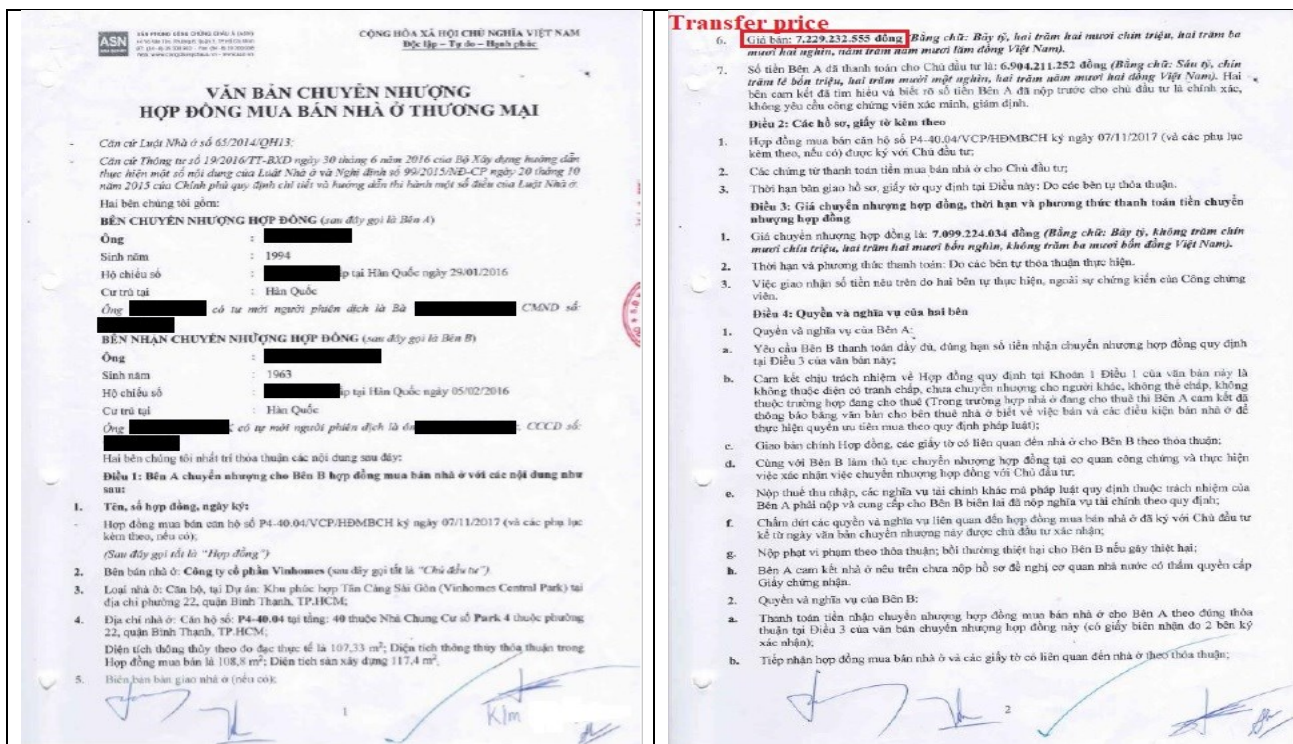 ASN
VĂN PHÒNG CÔNG CHỨNG CHÂU Á (ASN)
CỘNG HÒA XÃ HỘI CHỦ NGHĨA VIỆT NAM
Độc lập – Tự do – Hạnh phúc
VĂN BẢN CHUYỂN NHƯỢNG
HỢP ĐỒNG MUA BÁN NHÀ Ở THƯƠNG MẠI
- Căn cứ Luật Nhà ở số 65/2014/QH13;
- Căn cứ Thông tư số 19/2016/TT-BXD ngày 30 tháng 6 năm 2016 của Bộ Xây dựng hướng dẫn
thực hiện một số nội dung của Luật Nhà ở và Nghị định số 99/2015/NĐ-CP ngày 20 tháng 10
năm 2015 của Chính phủ quy định chi tiết và hướng dẫn thi hành một số điều của Luật Nhà ở.
Hai bên chúng tôi gồm:
BÊN CHUYỂN NHƯỢNG HỢP ĐỒNG (sau đây gọi là Bên A)
Ông :
Sinh năm : 1994
Hộ chiếu số : ấp tại Hàn Quốc ngày 29/01/2016
Cư trú tại : Hàn Quốc
Ông có tự mời người phiên dịch là Bà CMND số:
BÊN NHẬN CHUYỂN NHƯỢNG HỢP ĐỒNG (sau đây gọi là Bên B)
Ông :
Sinh năm : 1963
Hộ chiếu số : ấp tại Hàn Quốc ngày 05/02/2016
Cư trú tại : Hàn Quốc
Ông K có tự mời người phiên dịch là ôn CCCD số:
Hai bên chúng tôi nhất trí thỏa thuận các nội dung sau đây:
Điều 1: Bên A chuyển nhượng cho Bên B hợp đồng mua bán nhà ở với các nội dung như
sau:
1. Tên, số hợp đồng, ngày ký:
- Hợp đồng mua bán căn hộ số P4-40.04/VCP/HĐMBCH ký ngày 07/11/2017 (và các phụ lục
kèm theo, nếu có);
(Sau đây gọi tắt là "Hợp đồng")
2. Bên bán nhà ở: Công ty cổ phần Vinhomes (sau đây gọi tắt là "Chủ đầu tư").
3. Loại nhà ở: Căn hộ, tại Dự án: Khu phức hợp Tân Cảng Sài Gòn (Vinhomes Central Park) tại
địa chỉ phường 22, quận Bình Thạnh, TP.HCM;
4. Địa chỉ nhà ở: Căn hộ số: P4-40.04 tại tầng: 40 thuộc Nhà Chung Cư số Park 4 thuộc phường
22, quận Bình Thạnh, TP.HCM;
Diện tích thông thủy theo đo đạc thực tế là 107,33 m²; Diện tích thông thủy thỏa thuận trong
Hợp đồng mua bán là 108,8 m²; Diện tích sàn xây dựng 117,4 m².
5. Biên bản bàn giao nhà ở (nếu có);
1
Kim
Transfer price
6. Giá bán: 7.229.232.555 đồng (Bằng chữ: Bảy tỷ, hai trăm hai mươi chín triệu, hai trăm ba
mươi hai nghìn, năm trăm năm mươi lăm đồng Việt Nam).
7. Số tiền Bên A đã thanh toán cho Chủ đầu tư là: 6.904.211.252 đồng (Bằng chữ: Sáu tỷ, chín
trăm lẻ bốn triệu, hai trăm mười một nghìn, hai trăm năm mươi hai đồng Việt Nam). Hai
bên cam kết đã tìm hiểu và biết rõ số tiền Bên A đã nộp trước cho chủ đầu tư là chính xác,
không yêu cầu công chứng viên xác minh, giám định.
Điều 2: Các hồ sơ, giấy tờ kèm theo
1. Hợp đồng mua bán căn hộ số P4-40.04/VCP/HĐMBCH ký ngày 07/11/2017 (và các phụ lục
kèm theo, nếu có) được ký với Chủ đầu tư;
2. Các chứng từ thanh toán tiền mua bán nhà ở cho Chủ đầu tư;
3. Thời hạn bàn giao hồ sơ, giấy tờ quy định tại Điều này: Do các bên tự thỏa thuận.
Điều 3: Giá chuyển nhượng hợp đồng, thời hạn và phương thức thanh toán tiền chuyển
nhượng hợp đồng
1. Giá chuyển nhượng hợp đồng là: 7.099.224.034 đồng (Bằng chữ: Bảy tỷ, không trăm chín
mươi chín triệu, hai trăm hai mươi bốn nghìn, không trăm ba mươi bốn đồng Việt Nam).
2. Thời hạn và phương thức thanh toán: Do các bên tự thỏa thuận thực hiện.
3. Việc giao nhận số tiền nêu trên do hai bên tự thực hiện, ngoài sự chứng kiến của Công chứng
viên.
Điều 4: Quyền và nghĩa vụ của hai bên
1. Quyền và nghĩa vụ của Bên A:
a. Yêu cầu Bên B thanh toán đầy đủ, đúng hạn số tiền nhận chuyển nhượng hợp đồng quy định
tại Điều 3 của văn bản này;
b. Cam kết chịu trách nhiệm về Hợp đồng quy định tại Khoản 1 Điều 1 của văn bản này là
không thuộc diện có tranh chấp, chưa chuyển nhượng cho người khác, không thế chấp, không
thuộc trường hợp đang cho thuê (Trong trường hợp nhà ở đang cho thuê thì Bên A cam kết đã
thông báo bằng văn bản cho bên thuê nhà ở biết về việc bán và các điều kiện bán nhà ở để
thực hiện quyền ưu tiên mua theo quy định pháp luật);
c. Giao bản chính Hợp đồng, các giấy tờ có liên quan đến nhà ở cho Bên B theo thỏa thuận;
d. Cùng với Bên B làm thủ tục chuyển nhượng hợp đồng tại cơ quan công chứng và thực hiện
việc xác nhận việc chuyển nhượng hợp đồng với Chủ đầu tư;
e. Nộp thuế thu nhập, các nghĩa vụ tài chính khác mà pháp luật quy định thuộc trách nhiệm của
Bên A phải nộp và cung cấp cho Bên B biên lai đã nộp nghĩa vụ tài chính theo quy định;
f. Chấm dứt các quyền và nghĩa vụ liên quan đến hợp đồng mua bán nhà ở đã ký với Chủ đầu tư
kể từ ngày văn bản chuyển nhượng này được chủ đầu tư xác nhận;
g. Nộp phạt vi phạm theo thỏa thuận; bồi thường thiệt hại cho Bên B nếu gây thiệt hại;
h. Bên A cam kết nhà ở nêu trên chưa nộp hồ sơ đề nghị cơ quan nhà nước có thẩm quyền cấp
Giấy chứng nhận.
2. Quyền và nghĩa vụ của Bên B:
a. Thanh toán tiền nhận chuyển nhượng hợp đồng mua bán nhà ở cho Bên A theo đúng thỏa
thuận tại Điều 3 của văn bản chuyển nhượng hợp đồng này (có giấy biên nhận do 2 bên ký
xác nhận);
b. Tiếp nhận hợp đồng mua bán nhà ở và các giấy tờ có liên quan đến nhà ở theo thỏa thuận;
2